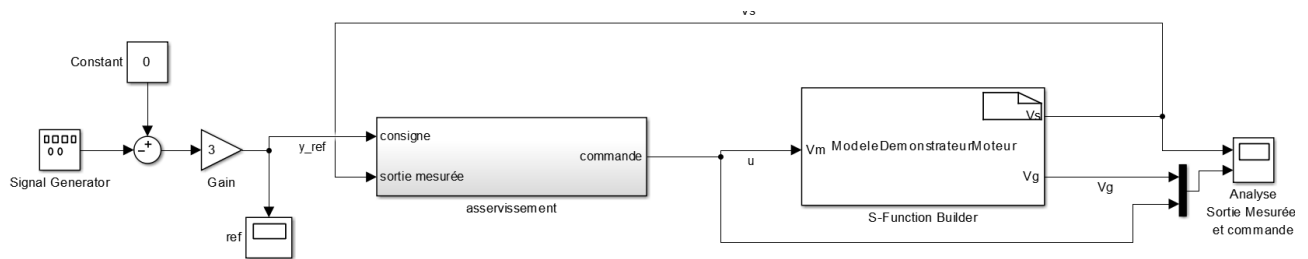 Vs
Constant
0
Signal Generator
- +
3
Gain
ref
y_ref
consigne
sortie mesurée
commande
asservissement
u
Vm
ModeleDemonstrateurMoteur
Vs
Vg
S-Function Builder
Vg
Analyse
Sortie Mesurée
et commande